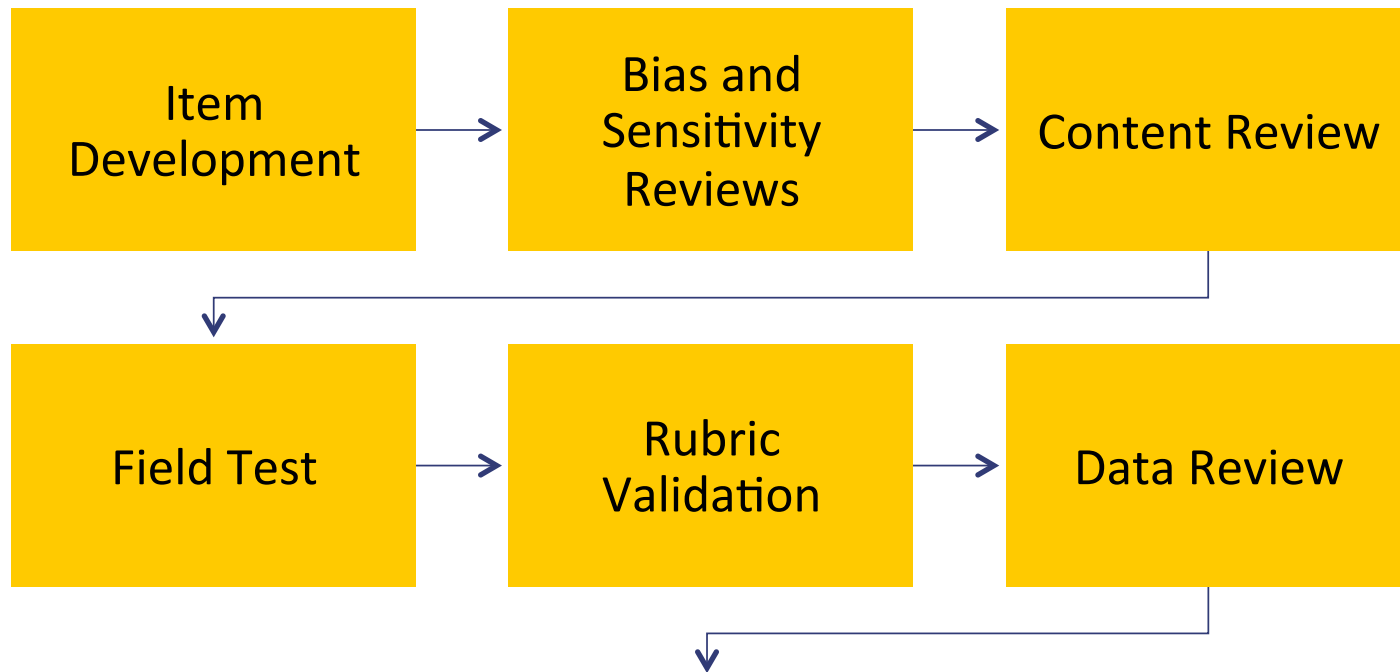 Item
Development
Bias and
Sensitivity
Reviews
Content Review
Field Test
Rubric
Validation
Data Review